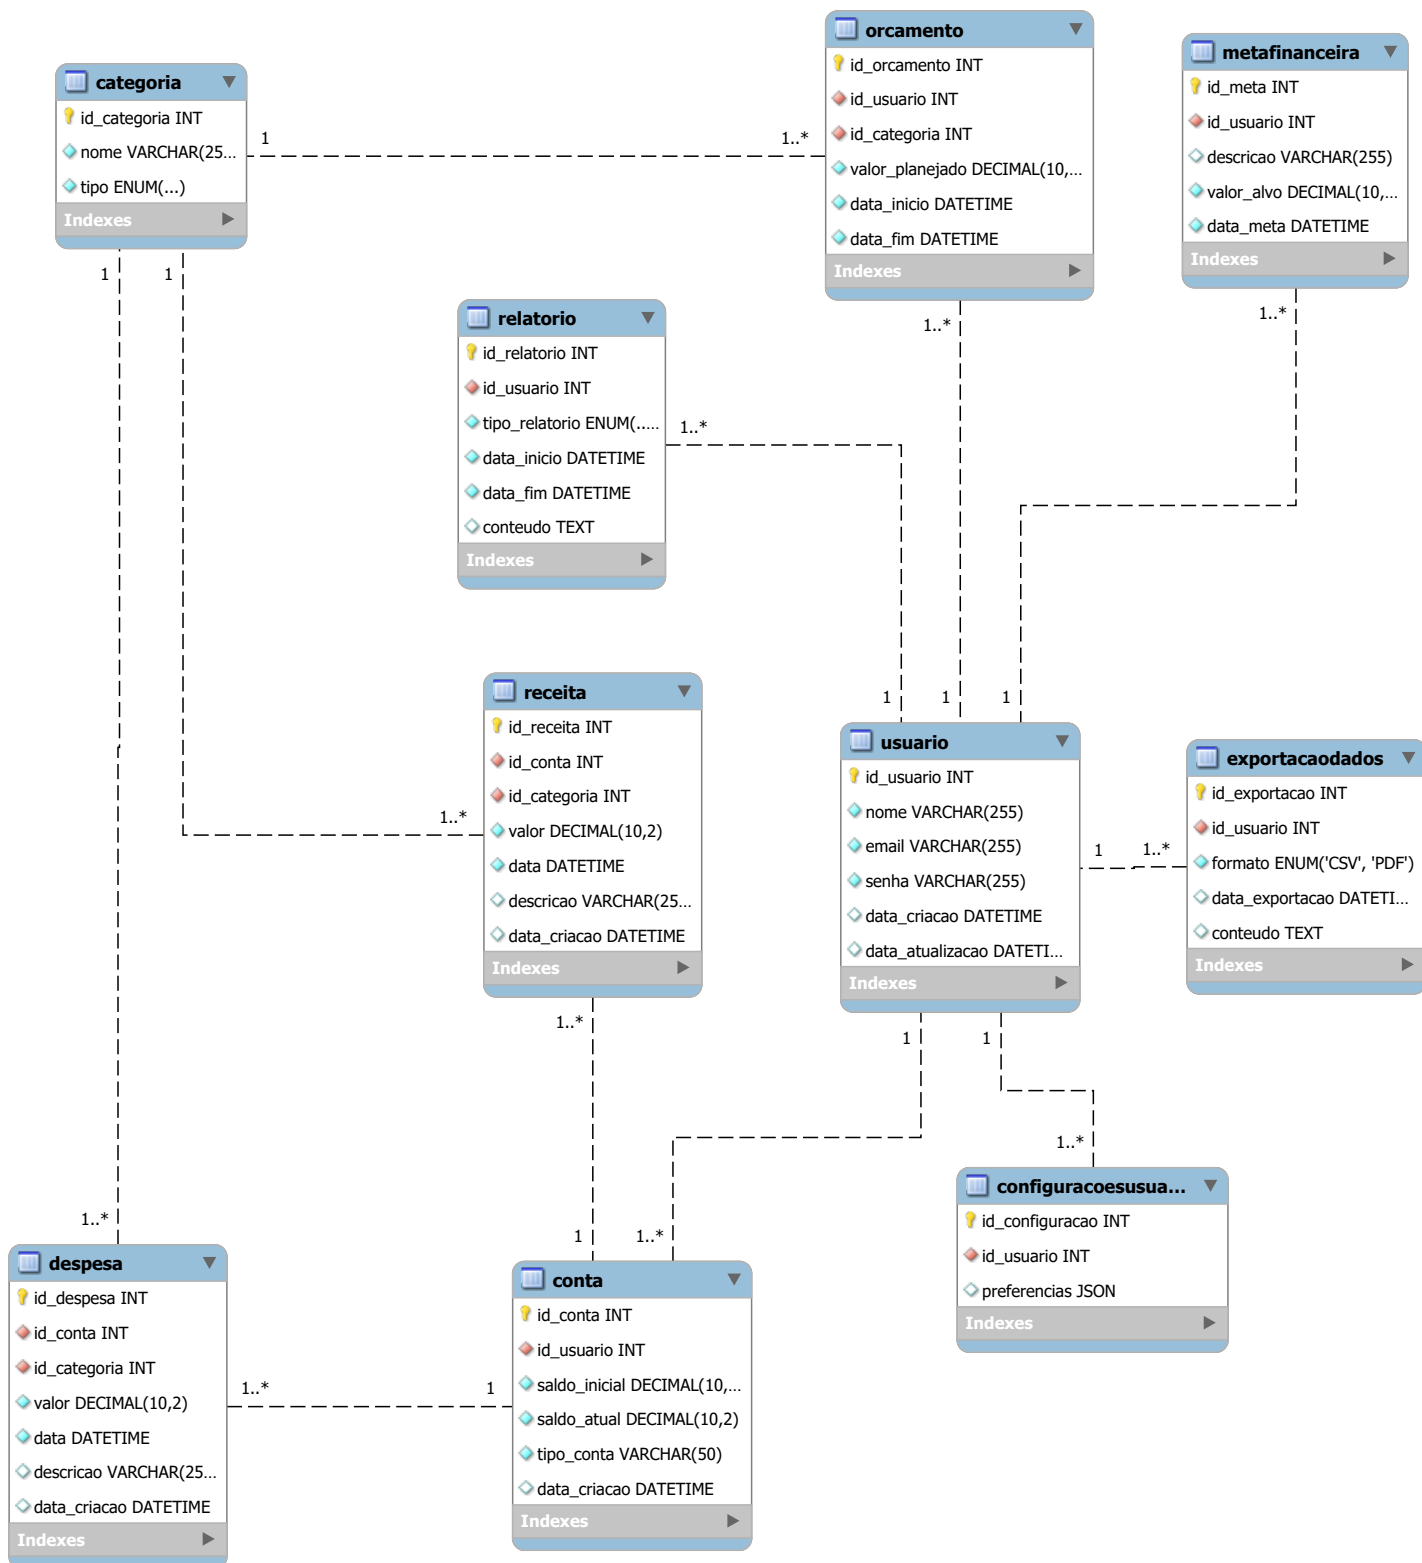 categoria
id_categoria INT
nome VARCHAR(25...
tipo ENUM(...)
Indexes
1
1..*
1
1
orcamento
id_orcamento INT
id_usuario INT
id_categoria INT
valor_planejado DECIMAL(10,...
data_inicio DATETIME
data_fim DATETIME
Indexes
1..*
metafinanceira
id_meta INT
id_usuario INT
descricao VARCHAR(255)
valor_alvo DECIMAL(10,...
data_meta DATETIME
Indexes
1..*
relatorio
id_relatorio INT
id_usuario INT
tipo_relatorio ENUM(.....
data_inicio DATETIME
data_fim DATETIME
conteudo TEXT
Indexes
1..*
receita
id_receita INT
id_conta INT
id_categoria INT
valor DECIMAL(10,2)
data DATETIME
descricao VARCHAR(25...
data_criacao DATETIME
Indexes
1..*
1..*
1
1
1
usuario
id_usuario INT
nome VARCHAR(255)
email VARCHAR(255)
senha VARCHAR(255)
data_criacao DATETIME
data_atualizacao DATETI...
Indexes
1
1..*
1
1
exportacaodados
id_exportacao INT
id_usuario INT
formato ENUM('CSV', 'PDF')
data_exportacao DATETI...
conteudo TEXT
Indexes
1..*
configuracoesusua...
id_configuracao INT
id_usuario INT
preferencias JSON
Indexes
1..*
despesa
id_despesa INT
id_conta INT
id_categoria INT
valor DECIMAL(10,2)
data DATETIME
descricao VARCHAR(25...
data_criacao DATETIME
Indexes
1..*
1
1
1..*
conta
id_conta INT
id_usuario INT
saldo_inicial DECIMAL(10,...
saldo_atual DECIMAL(10,2)
tipo_conta VARCHAR(50)
data_criacao DATETIME
Indexes